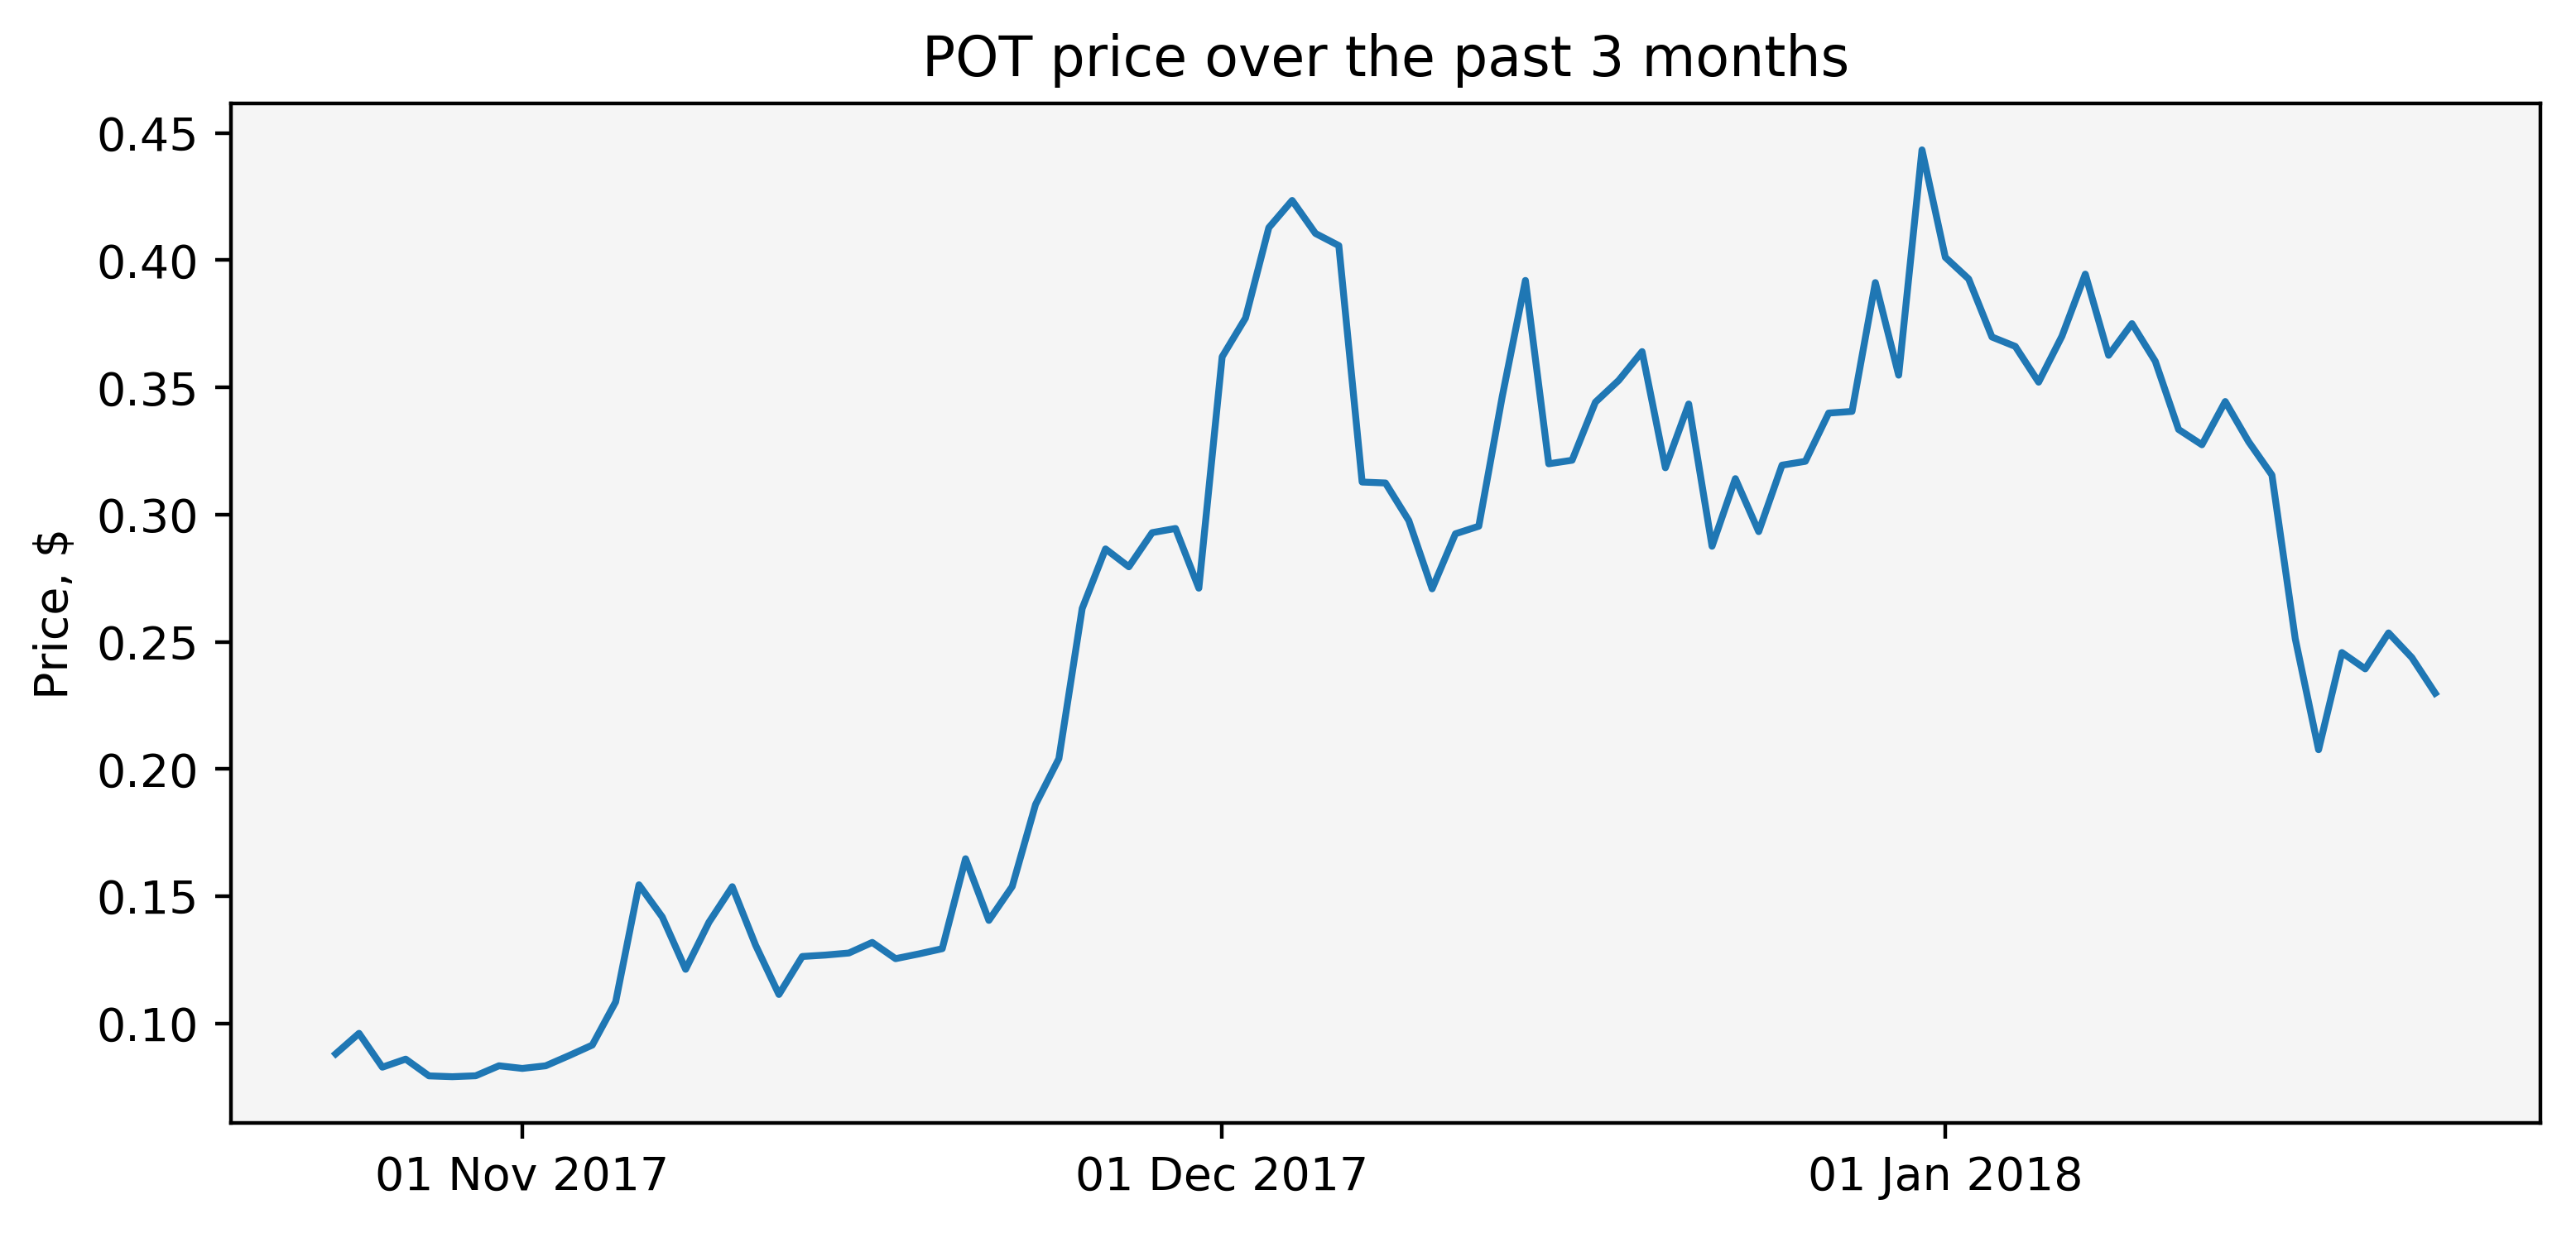 POT price over the past 3 months
Price, $
0.45
0.40
0.35
0.30
0.25
0.20
0.15
0.10
01 Nov 2017
01 Dec 2017
01 Jan 2018